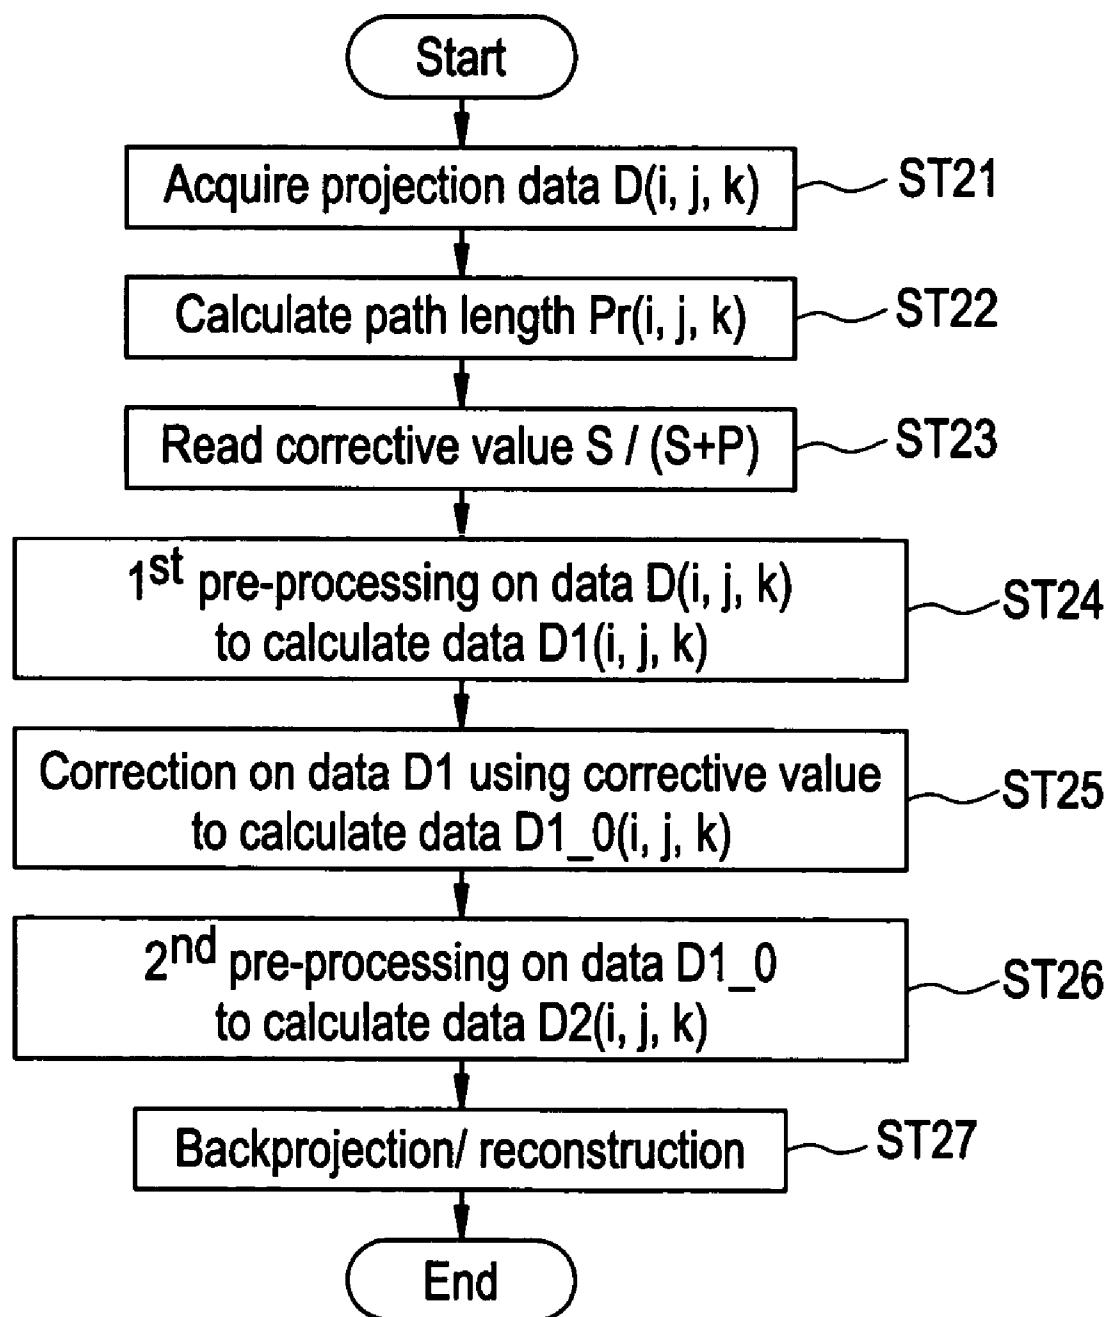 Start
Acquire projection data D(i, j, k)
ST21
Calculate path length Pr(i, j, k)
ST22
Read corrective value S / (S+P)
ST23
1st pre-processing on data D(i, j, k)
to calculate data D1(i, j, k)
ST24
Correction on data D1 using corrective value
to calculate data D1_0(i, j, k)
ST25
2nd pre-processing on data D1_0
to calculate data D2(i, j, k)
ST26
Backprojection/ reconstruction
ST27
End